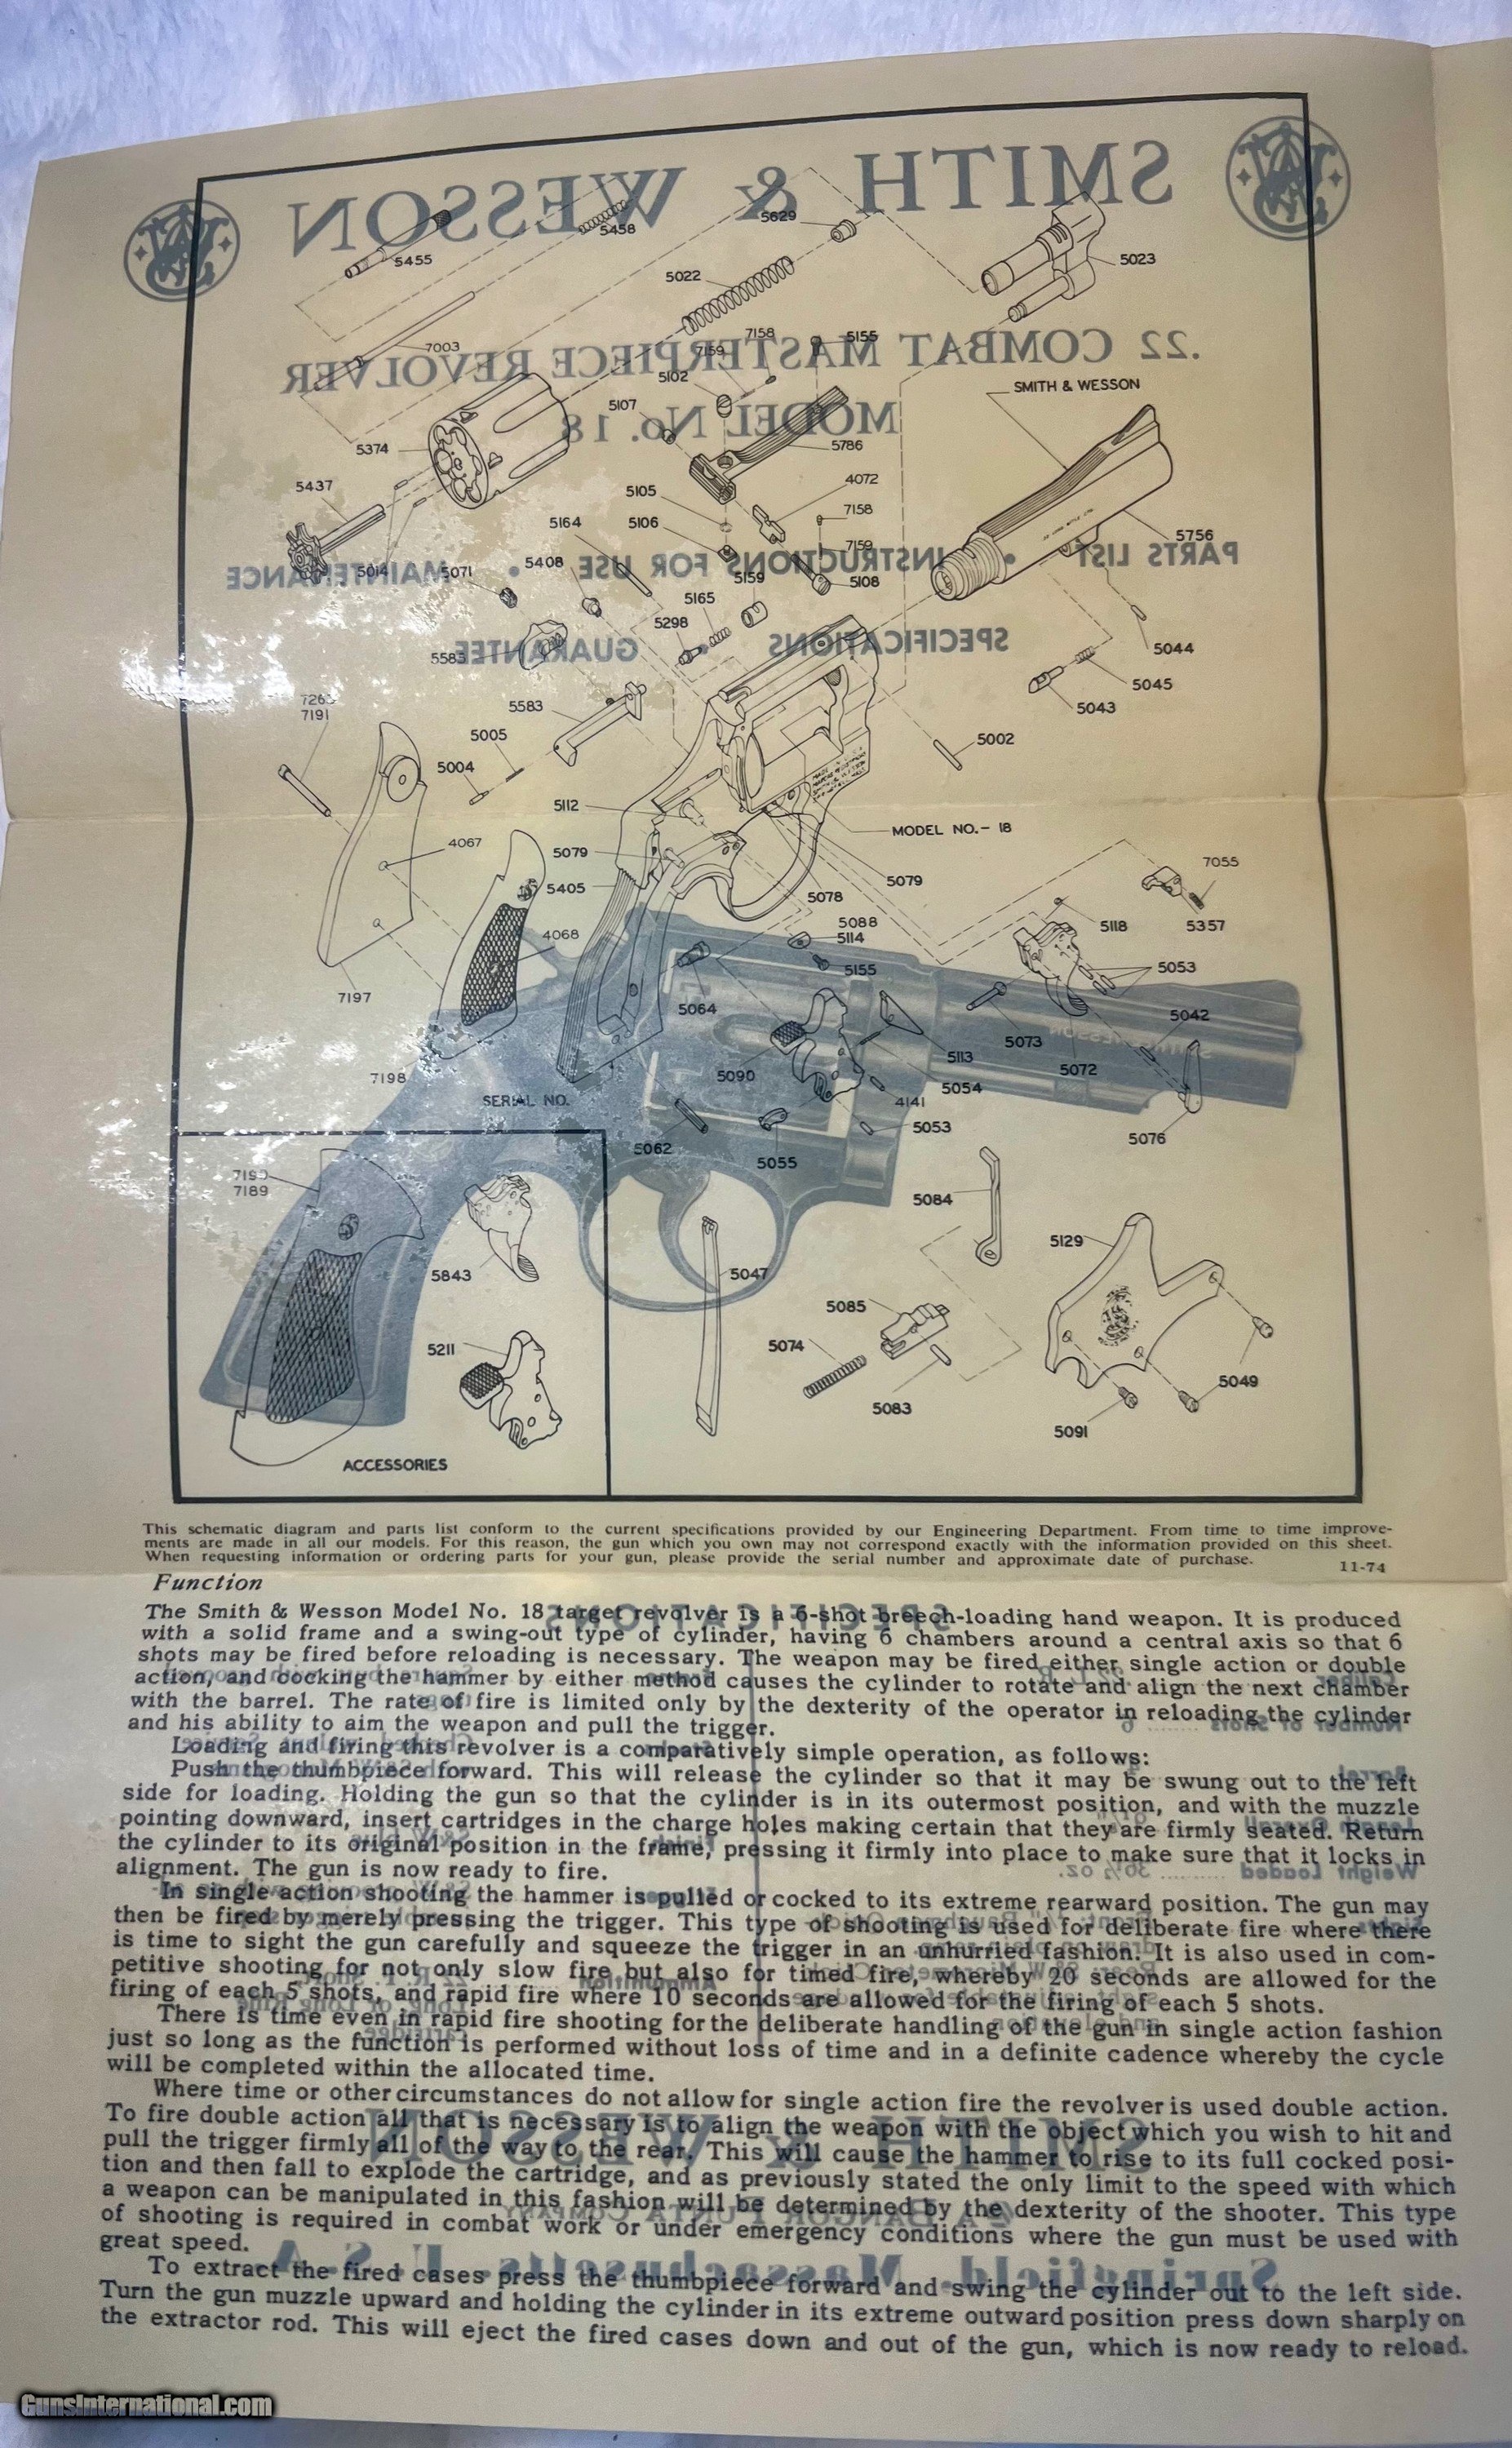 SMITH & WESSON
5629
5458
5455
5023
5022
7158
5155
7003
7159
.22 COMBAT MASTERPIECE REVOLVER
5102
SMITH & WESSON
5107
MODEL No. 18
5374
5786
5437
5105
4072
7158
5164
5106
5756
7159
PARTS LIST • INSTRUCTIONS FOR USE • MAINTENANCE
5014
5071
5408
5159
5108
5165
5298
SPECIFICATIONS • GUARANTEE
5583
5044
5045
7191
5583
5043
5005
5002
5004
5112
MODEL NO.- 18
4067
5079
7055
5405
5079
5078
5088
5114
5118
5357
4068
5155
5053
7197
5064
5042
5073
5113
5072
7198
5090
5054
SERIAL NO.
4141
5053
5062
5076
5055
7189
5084
5129
5843
5047
5085
5211
5074
5049
5083
5091
ACCESSORIES
This schematic diagram and parts list conform to the current specifications provided by our Engineering Department. From time to time improve-
ments are made in all our models. For this reason, the gun which you own may not correspond exactly with the information provided on this sheet.
When requesting information or ordering parts for your gun, please provide the serial number and approximate date of purchase. 11-74
Function
The Smith & Wesson Model No. 18 target revolver is a 6-shot breech-loading hand weapon. It is produced
with a solid frame and a swing-out type of cylinder, having 6 chambers around a central axis so that 6
shots may be fired before reloading is necessary. The weapon may be fired either single action or double
action, and cocking the hammer by either method causes the cylinder to rotate and align the next chamber
with the barrel. The rate of fire is limited only by the dexterity of the operator in reloading the cylinder
and his ability to aim the weapon and pull the trigger.
Loading and firing this revolver is a comparatively simple operation, as follows:
Push the thumbpiece forward. This will release the cylinder so that it may be swung out to the left
side for loading. Holding the gun so that the cylinder is in its outermost position, and with the muzzle
pointing downward, insert cartridges in the charge holes making certain that they are firmly seated. Return
the cylinder to its original position in the frame, pressing it firmly into place to make sure that it locks in
alignment. The gun is now ready to fire.
In single action shooting the hammer is pulled or cocked to its extreme rearward position. The gun may
then be fired by merely pressing the trigger. This type of shooting is used for deliberate fire where there
is time to sight the gun carefully and squeeze the trigger in an unhurried fashion. It is also used in com-
petitive shooting for not only slow fire but also for timed fire, whereby 20 seconds are allowed for the
firing of each 5 shots, and rapid fire where 10 seconds are allowed for the firing of each 5 shots.
There is time even in rapid fire shooting for the deliberate handling of the gun in single action fashion
just so long as the function is performed without loss of time and in a definite cadence whereby the cycle
will be completed within the allocated time.
Where time or other circumstances do not allow for single action fire the revolver is used double action.
To fire double action all that is necessary is to align the weapon with the object which you wish to hit and
pull the trigger firmly all of the way to the rear. This will cause the hammer to rise to its full cocked posi-
tion and then fall to explode the cartridge, and as previously stated the only limit to the speed with which
a weapon can be manipulated in this fashion will be determined by the dexterity of the shooter. This type
of shooting is required in combat work or under emergency conditions where the gun must be used with
great speed.
To extract the fired cases press the thumbpiece forward and swing the cylinder out to the left side.
Turn the gun muzzle upward and holding the cylinder in its extreme outward position press down sharply on
the extractor rod. This will eject the fired cases down and out of the gun, which is now ready to reload.
SPECIFICATIONS
Number of Shots ........ 6
Weight Loaded
SMITH & WESSON
Springfield, Massachusetts, U. S. A.
GunsInternational.com